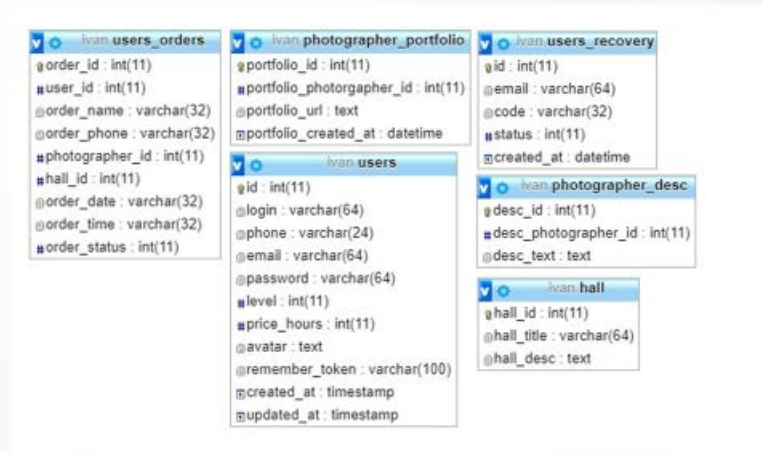 ivan users_orders
order_id : int(11)
user_id : int(11)
order_name : varchar(32)
order_phone : varchar(32)
photographer_id : int(11)
hall_id : int(11)
order_date : varchar(32)
order_time : varchar(32)
order_status : int(11)
ivan photographer_portfolio
portfolio_id : int(11)
portfolio_photorgapher_id : int(11)
portfolio_url : text
portfolio_created_at : datetime
ivan users
id : int(11)
login : varchar(64)
phone : varchar(24)
email : varchar(64)
password : varchar(64)
level : int(11)
price_hours : int(11)
avatar : text
remember_token : varchar(100)
created_at : timestamp
updated_at : timestamp
ivan users_recovery
id : int(11)
email : varchar(64)
code : varchar(32)
status : int(11)
created_at : datetime
ivan photographer_desc
desc_id : int(11)
desc_photographer_id : int(11)
desc_text : text
ivan hall
hall_id : int(11)
hall_title : varchar(64)
hall_desc : text